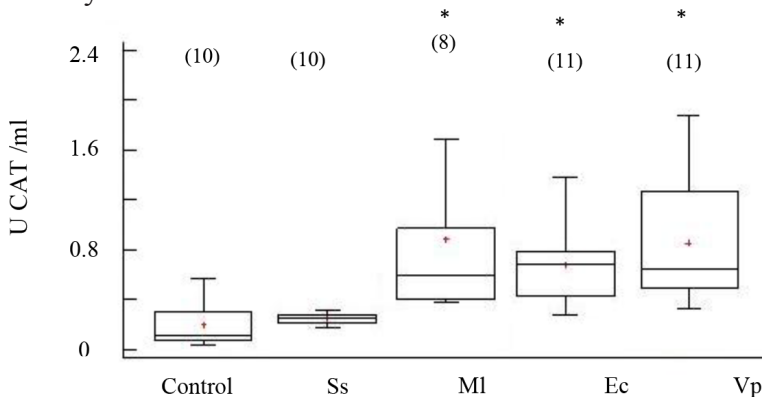 *
*
*
2.4
(10)
(10)
(8)
(11)
(11)
1.6
U CAT /ml
0.8
0
Control
Ss
Ml
Ec
Vp